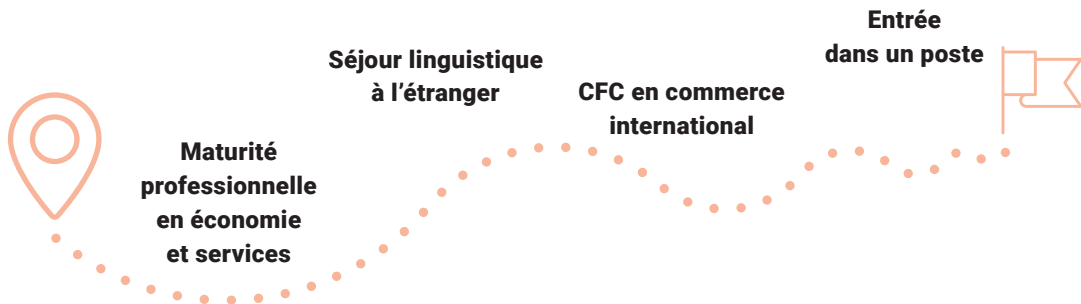 Maturité
professionnelle
en économie
et services
Séjour linguistique
à l’étranger
CFC en commerce
international
Entrée
dans un poste